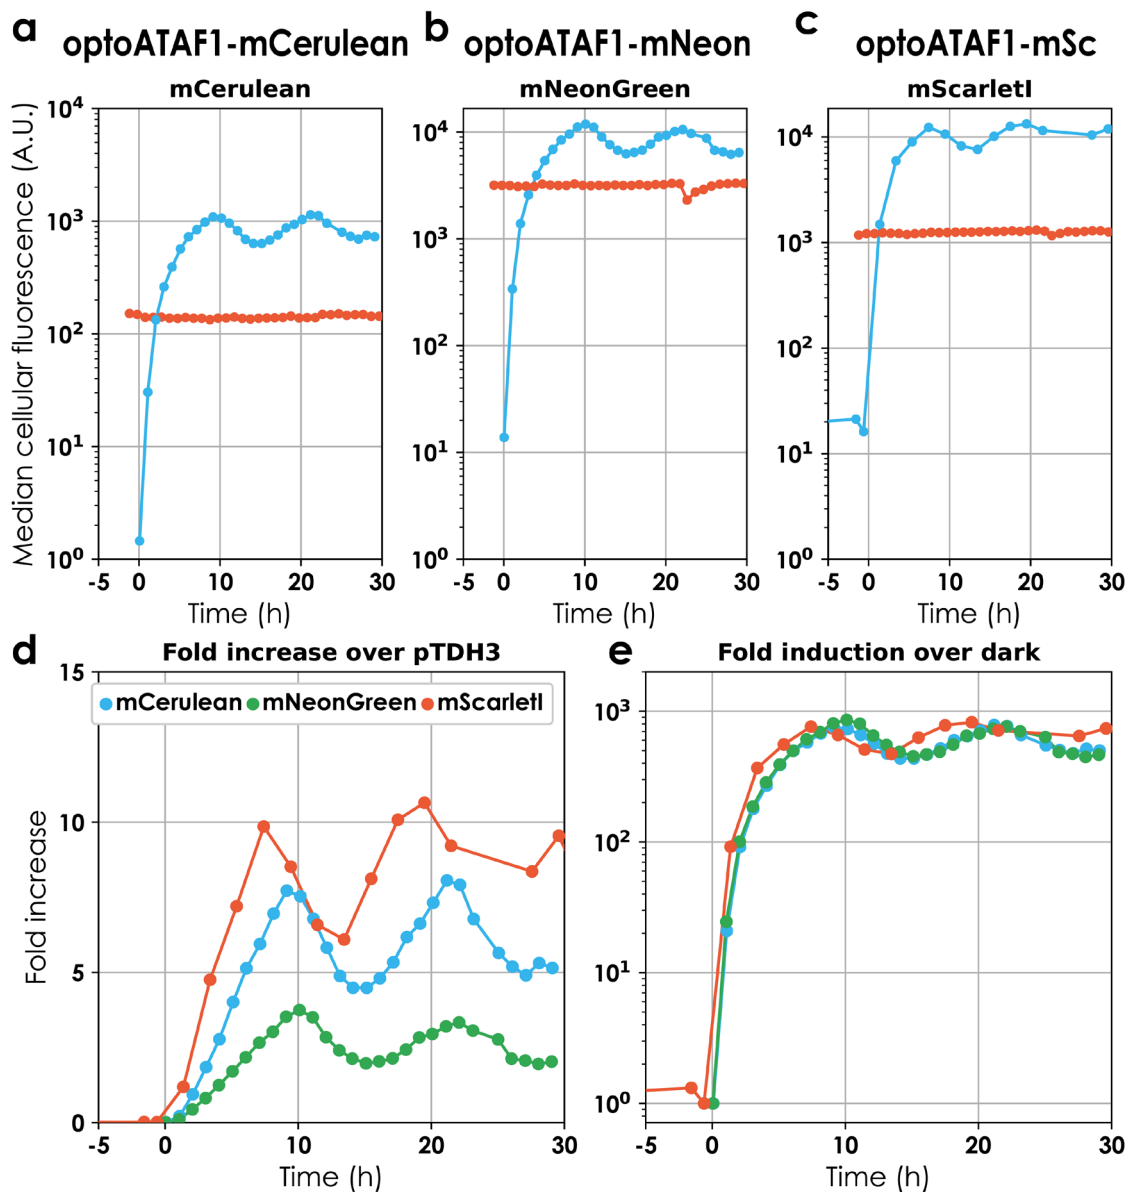 a
optoATAF1-mCerulean
b
optoATAF1-mNeon
c
optoATAF1-mSc
mCerulean
mNeonGreen
mScarletI
Median cellular fluorescence (A.U.)
10⁴
10³
10²
10¹
10⁰
-5 0 10 20 30
Time (h)
10⁴
10³
10²
10¹
10⁰
-5 0 10 20 30
Time (h)
10⁴
10³
10²
10¹
10⁰
-5 0 10 20 30
Time (h)
d
Fold increase over pTDH3
mCerulean mNeonGreen mScarletI
Fold increase
15
10
5
0
-5 0 10 20 30
Time (h)
e
Fold induction over dark
10³
10²
10¹
10⁰
-5 0 10 20 30
Time (h)